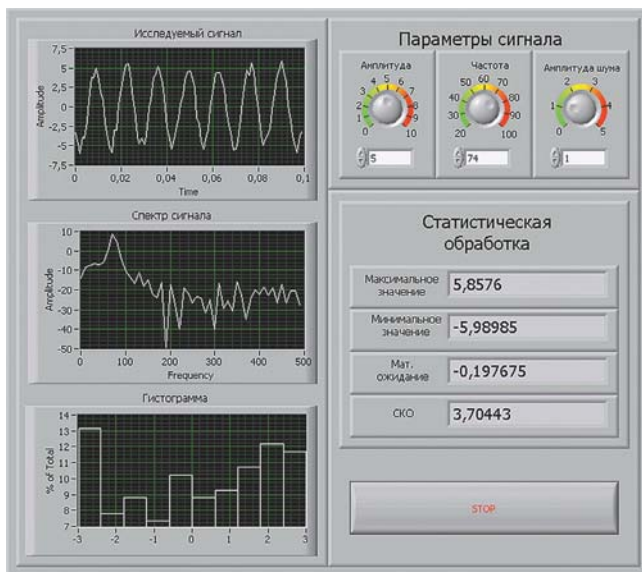 Исследуемый сигнал
7,5
5
2,5
0
-2,5
-5
-7,5
Amplitude
0 0,02 0,04 0,06 0,08 0,1
Time
Спектр сигнала
10
0
-10
-20
-30
-40
-50
Amplitude
0 100 200 300 400 500
Frequency
Гистограмма
14
13
12
11
10
9
8
7
% of Total
-3 -2 -1 0 1 2 3
Параметры сигнала
Амплитуда
0 1 2 3 4 5 6 7 8 9 10
5
Частота
20 30 40 50 60 70 80 90 100
74
Амплитуда шума
0 1 2 3 4 5
1
Статистическая
обработка
Максимальное
значение
5,8576
Минимальное
значение
-5,98985
Мат.
ожидание
-0,197675
СКО
3,70443
STOP